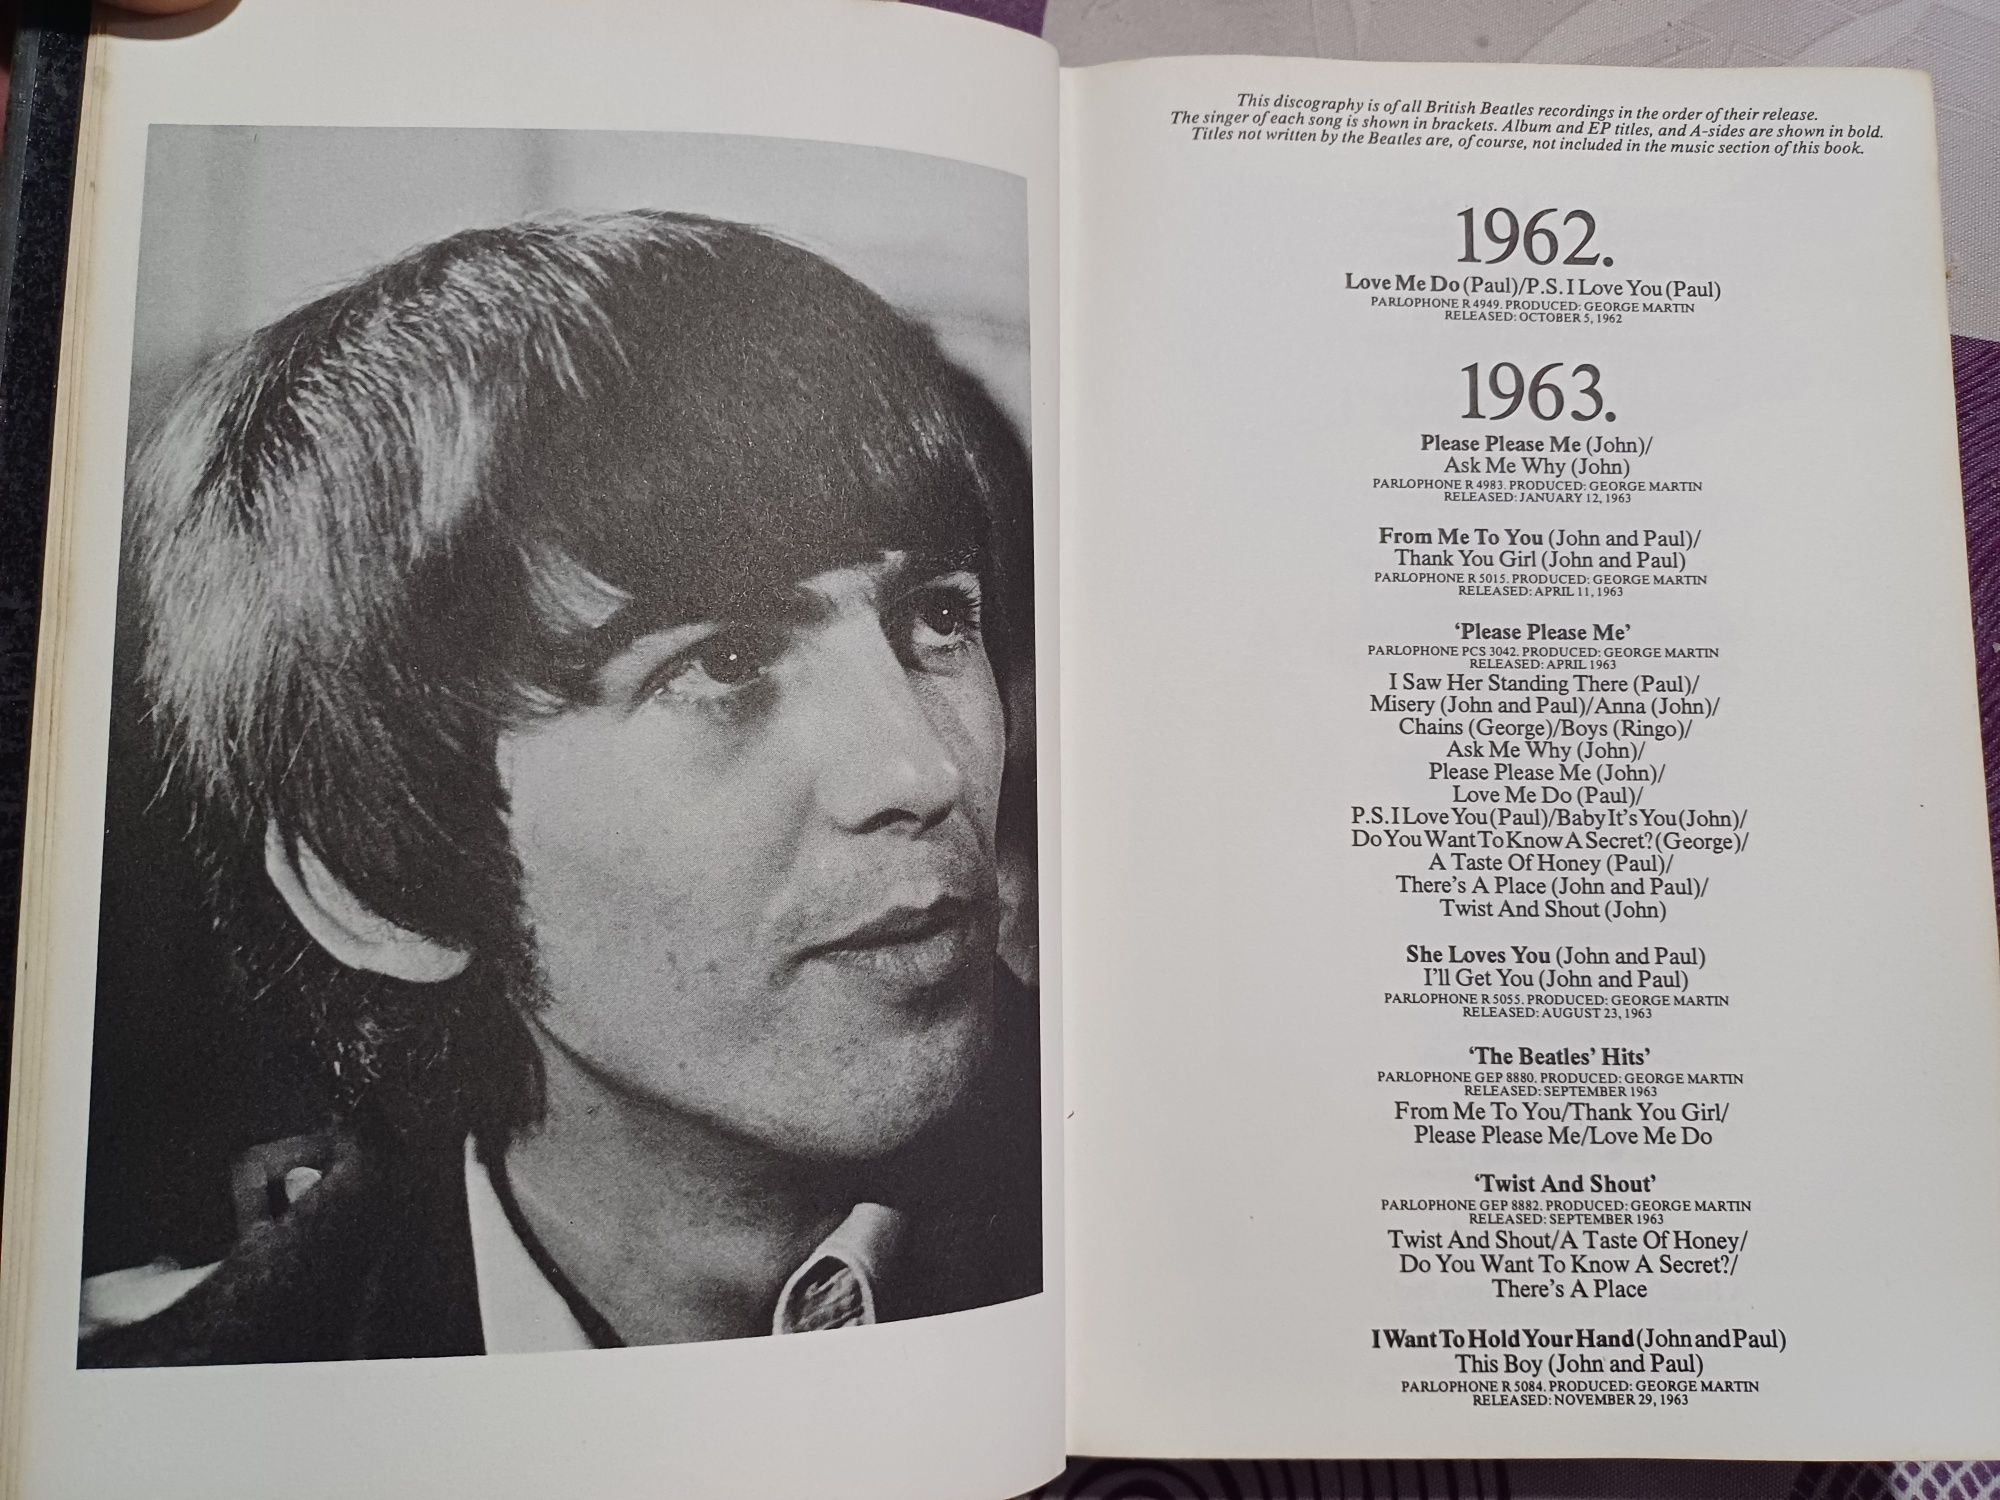 This discography is of all British Beatles recordings in the order of their release.
The singer of each song is shown in brackets. Album and EP titles, and A-sides are shown in bold.
Titles not written by the Beatles are, of course, not included in the music section of this book.
1962.
Love Me Do (Paul)/P.S. I Love You (Paul)
PARLOPHONE R 4949. PRODUCED: GEORGE MARTIN
RELEASED: OCTOBER 5, 1962
1963.
Please Please Me (John)/
Ask Me Why (John)
PARLOPHONE R 4983. PRODUCED: GEORGE MARTIN
RELEASED: JANUARY 12, 1963
From Me To You (John and Paul)/
Thank You Girl (John and Paul)
PARLOPHONE R 5015. PRODUCED: GEORGE MARTIN
RELEASED: APRIL 11, 1963
‘Please Please Me’
PARLOPHONE PCS 3042. PRODUCED: GEORGE MARTIN
RELEASED: APRIL 1963
I Saw Her Standing There (Paul)/
Misery (John and Paul)/Anna (John)/
Chains (George)/Boys (Ringo)/
Ask Me Why (John)/
Please Please Me (John)/
Love Me Do (Paul)/
P.S. I Love You (Paul)/Baby It's You (John)/
Do You Want To Know A Secret? (George)/
A Taste Of Honey (Paul)/
There's A Place (John and Paul)/
Twist And Shout (John)
She Loves You (John and Paul)
I'll Get You (John and Paul)
PARLOPHONE R 5055. PRODUCED: GEORGE MARTIN
RELEASED: AUGUST 23, 1963
‘The Beatles’ Hits’
PARLOPHONE GEP 8880. PRODUCED: GEORGE MARTIN
RELEASED: SEPTEMBER 1963
From Me To You/Thank You Girl/
Please Please Me/Love Me Do
‘Twist And Shout’
PARLOPHONE GEP 8882. PRODUCED: GEORGE MARTIN
RELEASED: SEPTEMBER 1963
Twist And Shout/A Taste Of Honey/
Do You Want To Know A Secret?/
There's A Place
I Want To Hold Your Hand (John and Paul)
This Boy (John and Paul)
PARLOPHONE R 5084. PRODUCED: GEORGE MARTIN
RELEASED: NOVEMBER 29, 1963